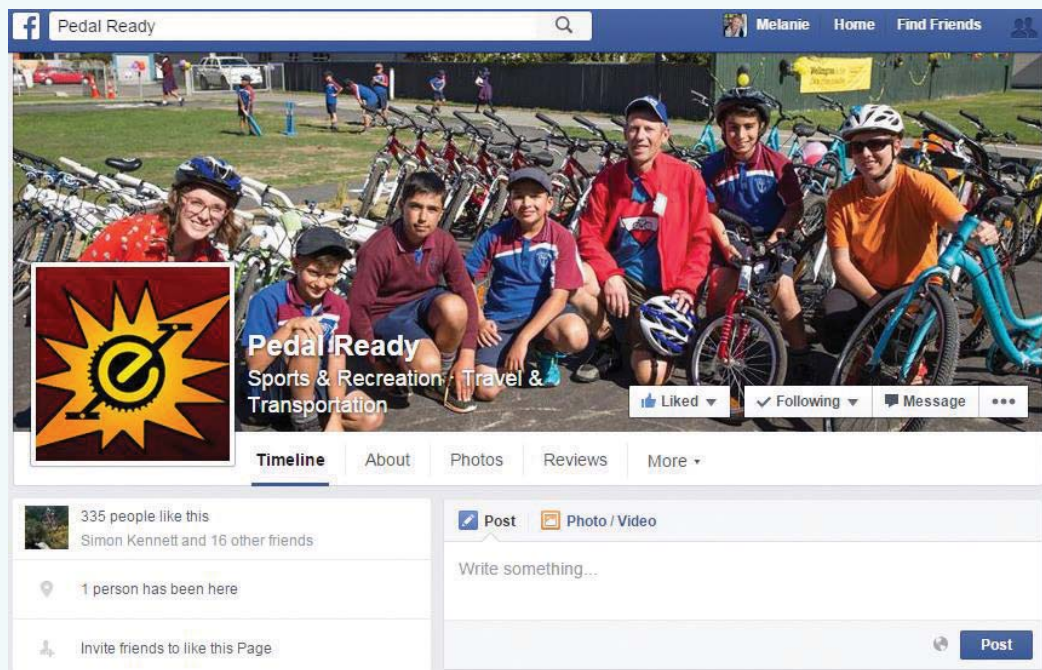 f
Pedal Ready
Melanie Home Find Friends
e
Pedal Ready
Sports & Recreation · Travel &
Transportation
Liked Following Message •••
Timeline About Photos Reviews More
335 people like this
Simon Kennett and 16 other friends
1 person has been here
Invite friends to like this Page
Post Photo / Video
Write something...
Post